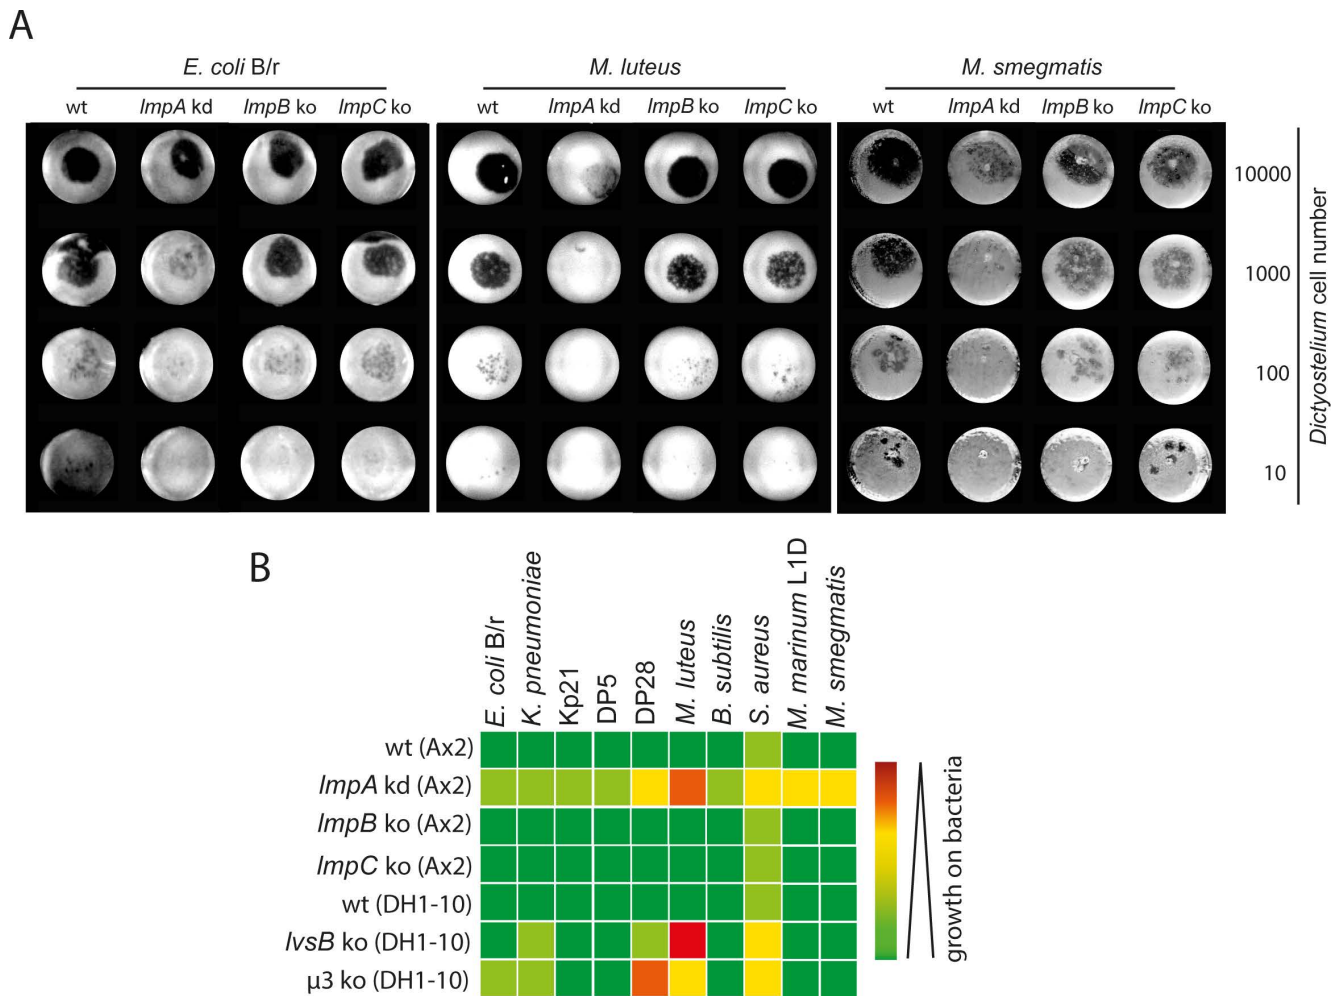 A
E. coli B/r
M. luteus
M. smegmatis
wt lmpA kd lmpB ko lmpC ko
wt lmpA kd lmpB ko lmpC ko
wt lmpA kd lmpB ko lmpC ko
10000
1000
100
10
Dictyostelium cell number
B
E. coli B/r
K. pneumoniae
Kp21
DP5
DP28
M. luteus
B. subtilis
S. aureus
M. marinum L1D
M. smegmatis
wt (Ax2)
lmpA kd (Ax2)
lmpB ko (Ax2)
lmpC ko (Ax2)
wt (DH1-10)
lvsB ko (DH1-10)
μ3 ko (DH1-10)
growth on bacteria